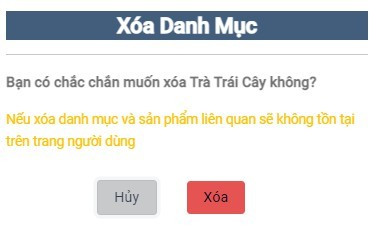 Xóa Danh Mục
Bạn có chắc chắn muốn xóa Trà Trái Cây không?
Nếu xóa danh mục và sản phẩm liên quan sẽ không tồn tại
trên trang người dùng
Hủy
Xóa